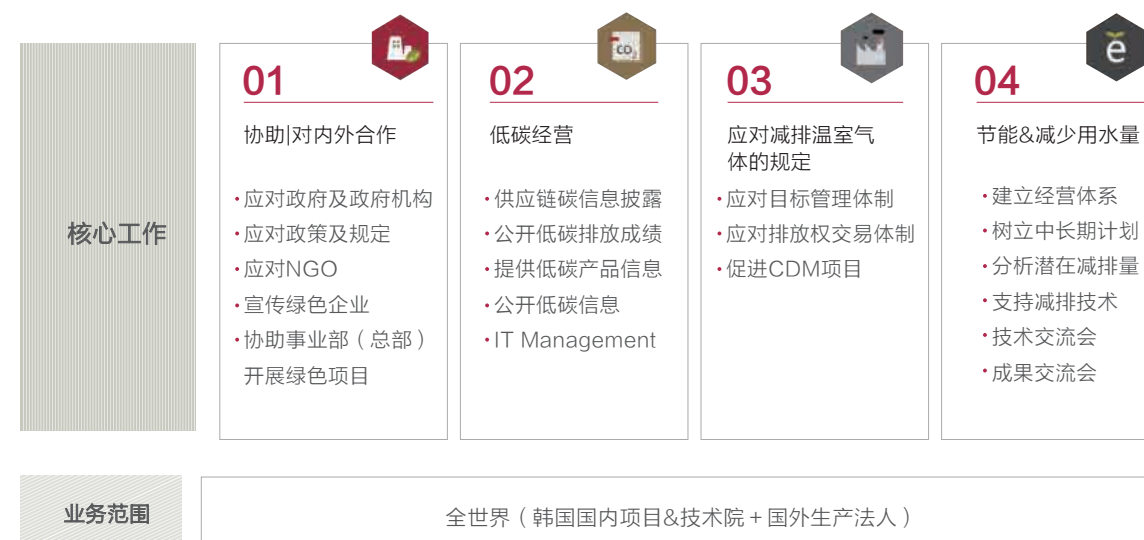 核心工作
01
协助|对内外合作
·应对政府及政府机构
·应对政策及规定
·应对NGO
·宣传绿色企业
·协助事业部（总部）
开展绿色项目
CO2
02
低碳经营
·供应链碳信息披露
·公开低碳排放成绩
·提供低碳产品信息
·公开低碳信息
·IT Management
03
应对减排温室气
体的规定
·应对目标管理体制
·应对排放权交易体制
·促进CDM项目
ě
04
节能&减少用水量
·建立经营体系
·树立中长期计划
·分析潜在减排量
·支持减排技术
·技术交流会
·成果交流会
业务范围
全世界（韩国国内项目&技术院+国外生产法人）